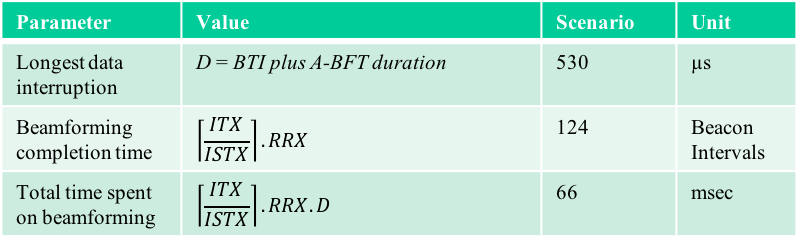 Parameter Value Scenario Unit
Longest data interruption D = BTI plus A-BFT duration 530 µs
Beamforming completion time ⌈ITX/ISTX⌉.RRX 124 Beacon Intervals
Total time spent on beamforming ⌈ITX/ISTX⌉.RRX.D 66 msec